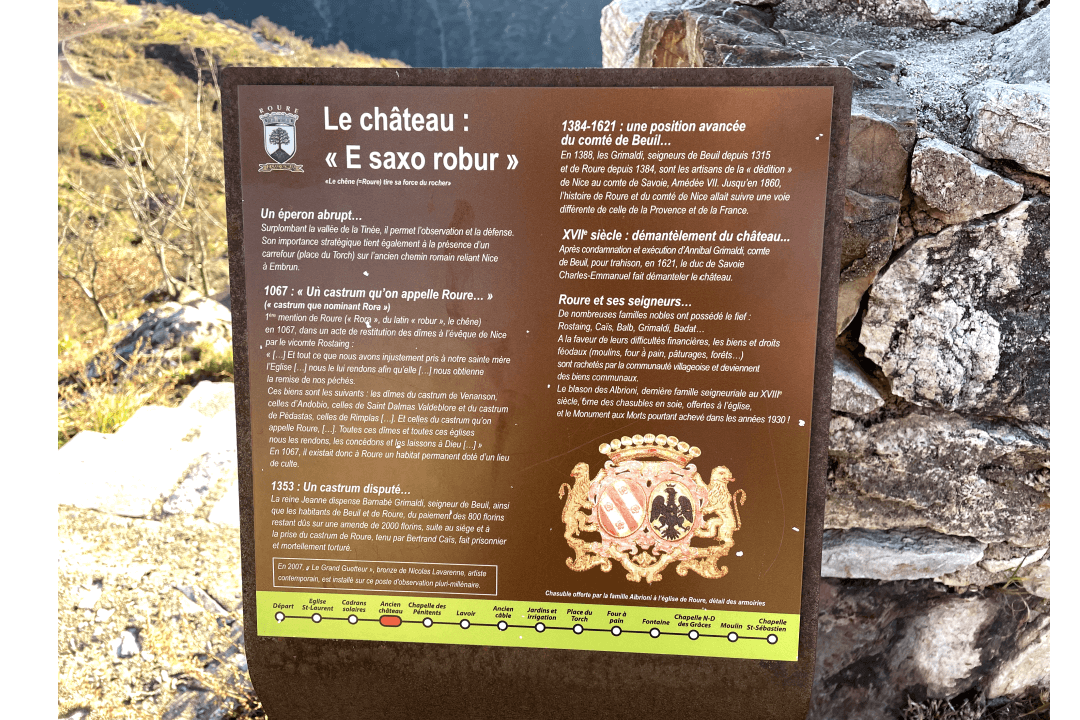 ROURE
Le château :
« E saxo robur »
«Le chêne (=Roure) tire sa force du rocher»
Un éperon abrupt…
Surplombant la vallée de la Tinée, il permet l'observation et la défense.
Son importance stratégique tient également à la présence d'un
carrefour (place du Torch) sur l'ancien chemin romain reliant Nice
à Embrun.
1067 : « Un castrum qu'on appelle Roure… »
(« castrum que nominant Rora »)
1ère mention de Roure (« Rora », du latin « robur », le chêne)
en 1067, dans un acte de restitution des dîmes à l'évêque de Nice
par le vicomte Rostaing :
« […] Et tout ce que nous avons injustement pris à notre sainte mère
l'Eglise […] nous le lui rendons afin qu'elle […] nous obtienne
la remise de nos péchés.
Ces biens sont les suivants : les dîmes du castrum de Venanson,
celles d'Andobio, celles de Saint Dalmas Valdeblore et du castrum
de Pédastas, celles de Rimplas […]. Et celles du castrum qu'on
appelle Roure, […]. Toutes ces dîmes et toutes ces églises
nous les rendons, les concédons et les laissons à Dieu […] »
En 1067, il existait donc à Roure un habitat permanent doté d'un lieu
de culte.
1353 : Un castrum disputé…
La reine Jeanne dispense Barnabé Grimaldi, seigneur de Beuil, ainsi
que les habitants de Beuil et de Roure, du paiement des 800 florins
restant dûs sur une amende de 2000 florins, suite au siège et à
la prise du castrum de Roure, tenu par Bertrand Caïs, fait prisonnier
et mortellement torturé.
En 2007, « Le Grand Guetteur », bronze de Nicolas Lavarenne, artiste
contemporain, est installé sur ce poste d'observation pluri-millénaire.
1384-1621 : une position avancée
du comté de Beuil…
En 1388, les Grimaldi, seigneurs de Beuil depuis 1315
et de Roure depuis 1384, sont les artisans de la « dédition »
de Nice au comte de Savoie, Amédée VII. Jusqu'en 1860,
l'histoire de Roure et du comté de Nice allait suivre une voie
différente de celle de la Provence et de la France.
XVIIe siècle : démantèlement du château...
Après condamnation et exécution d'Annibal Grimaldi, comte
de Beuil, pour trahison, en 1621, le duc de Savoie
Charles-Emmanuel fait démanteler le château.
Roure et ses seigneurs…
De nombreuses familles nobles ont possédé le fief :
Rostaing, Caïs, Balb, Grimaldi, Badat…
A la faveur de leurs difficultés financières, les biens et droits
féodaux (moulins, four à pain, pâturages, forêts…)
sont rachetés par la communauté villageoise et deviennent
des biens communaux.
Le blason des Albrioni, dernière famille seigneuriale au XVIIIe
siècle, orne des chasubles en soie, offertes à l'église,
et le Monument aux Morts pourtant achevé dans les années 1930 !
Chasuble offerte par la famille Albrioni à l'église de Roure, détail des armoiries
Départ
Eglise
St-Laurent
Cadrans
solaires
Ancien
château
Chapelle des
Pénitents
Lavoir
Ancien
câble
Jardins et
irrigation
Place du
Torch
Four à
pain
Fontaine
Chapelle N-D
des Grâces
Moulin
Chapelle
St-Sébastien